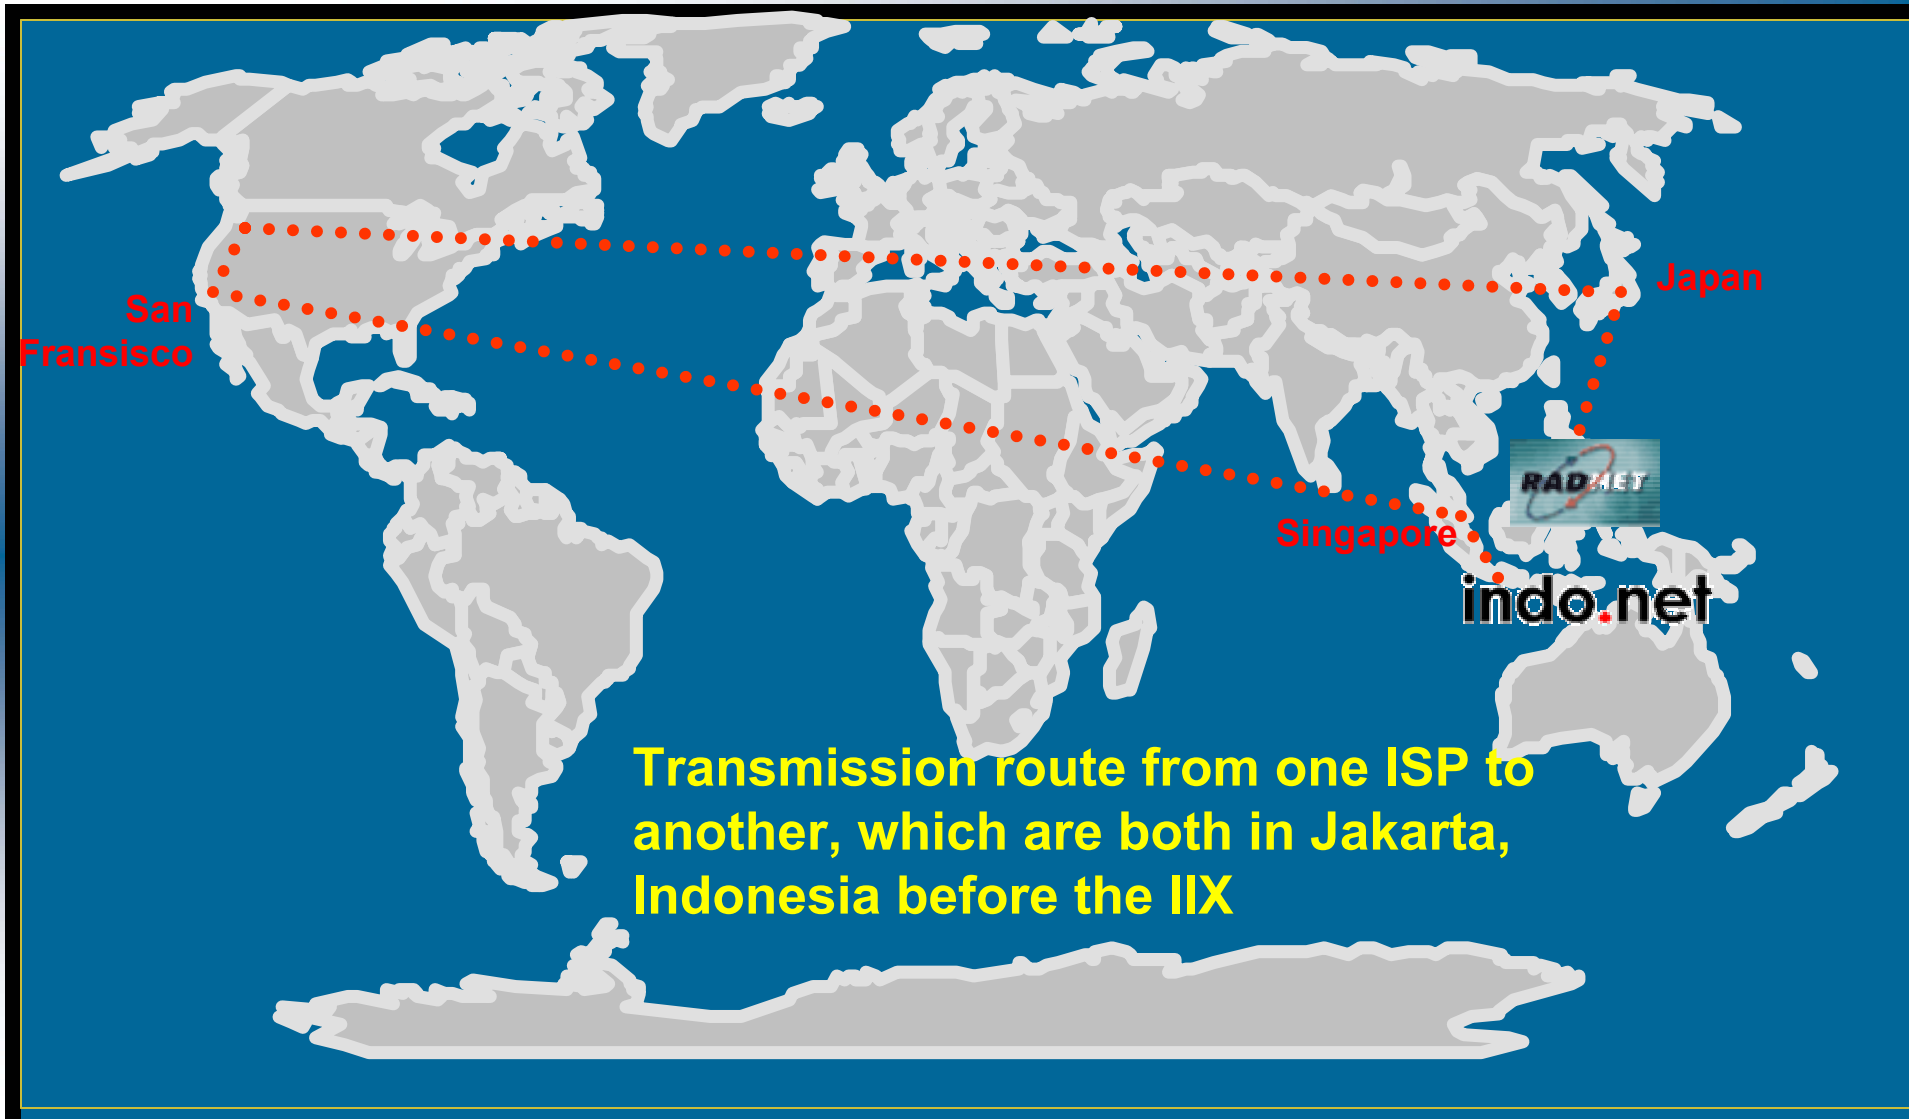 San
Fransisco
Japan
RADNET
Singapore
indo.net
Transmission route from one ISP to
another, which are both in Jakarta,
Indonesia before the IIX